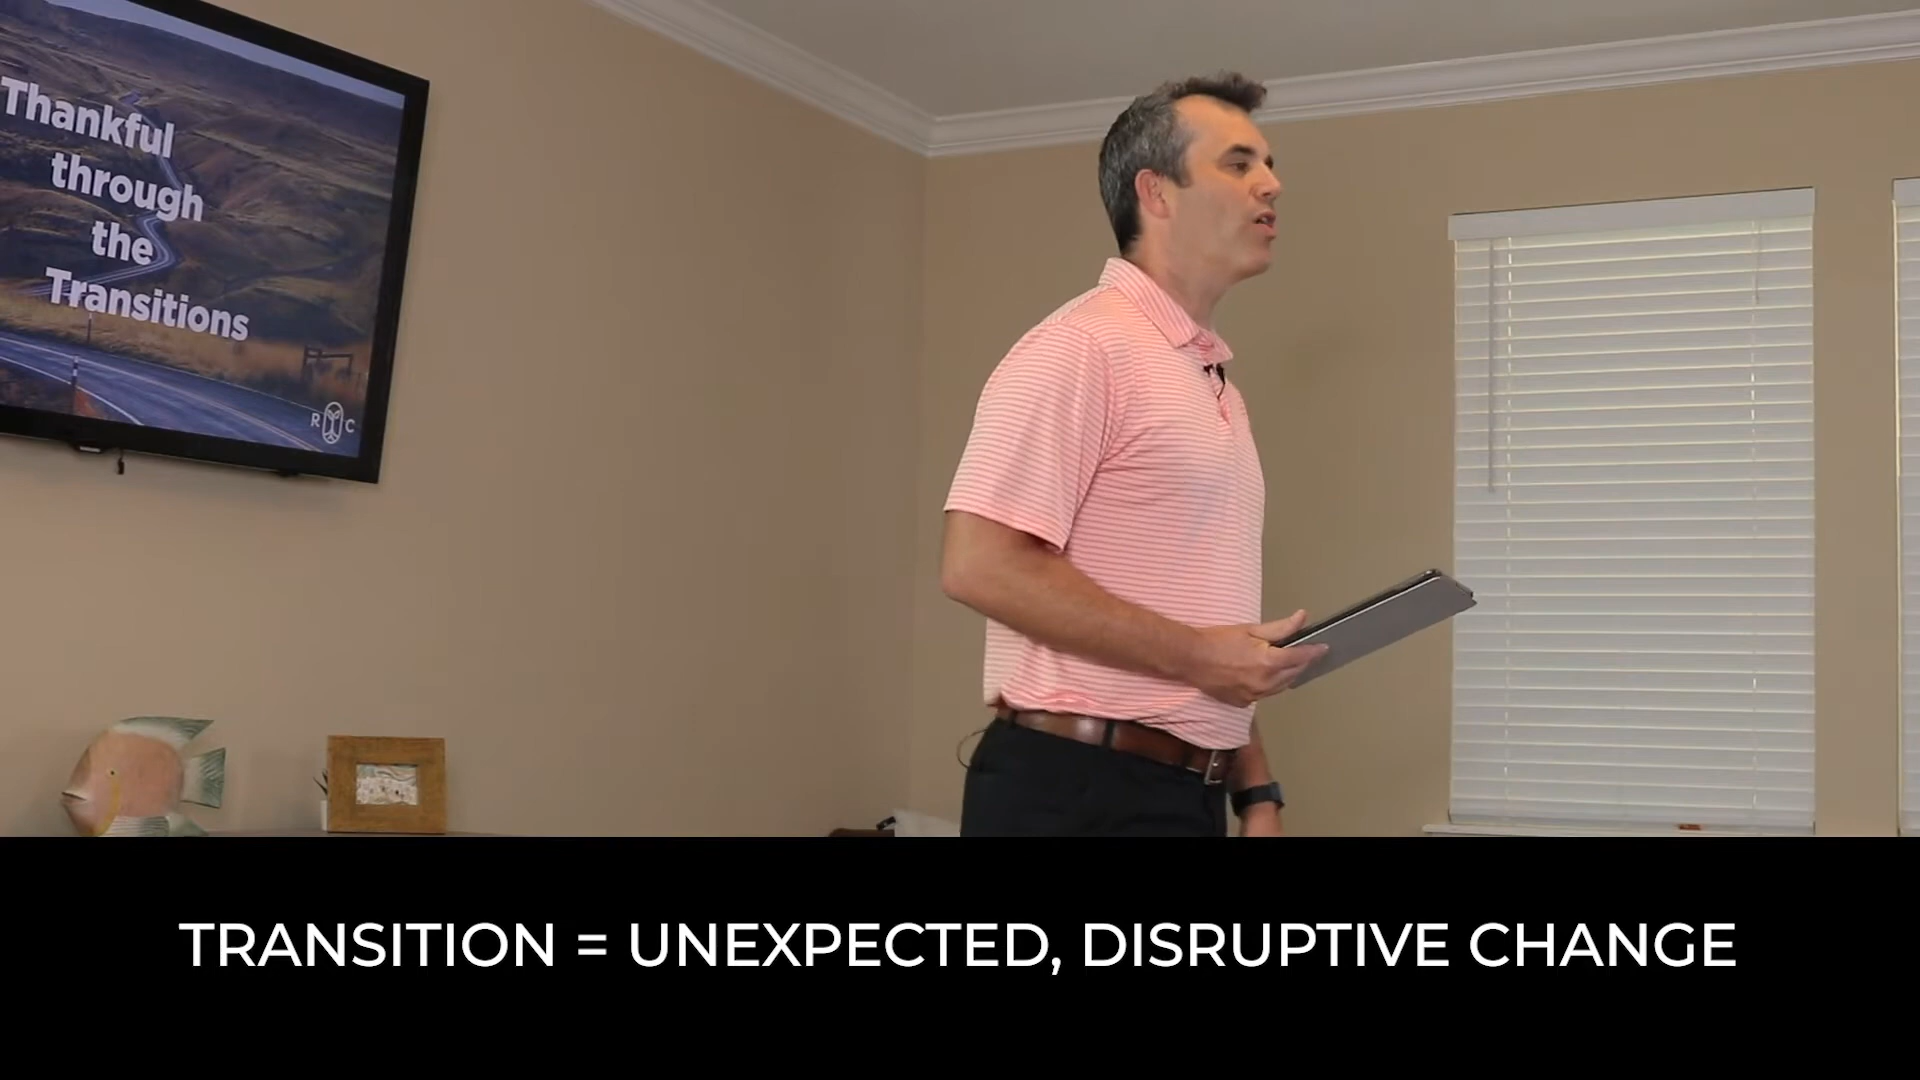 Thankful
through
the
Transitions
R C
TRANSITION = UNEXPECTED, DISRUPTIVE CHANGE